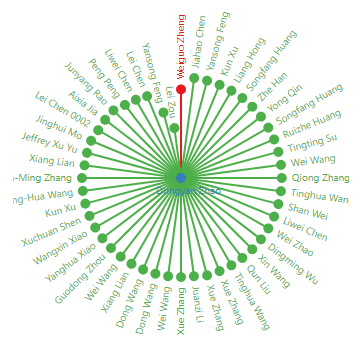 Weiguo Zheng
Jiahao Chen
Yansong Feng
Kun Xu
Liang Hong
Songfang Huang
Zhe Han
Yong Qin
Songfang Huang
Ruizhe Huang
Tingting Su
Wei Wang
Qiong Zhang
Tinghua Wang
Shan Wei
Liwei Chen
Wei Zhao
Dingming Wu
Xin Wang
Qun Liu
Tinghua Wang
Xue Zhang
Xue Zhang
Juanzi Li
Xue Zhang
Wei Wang
Dong Wang
Dong Wang
Xiang Lian
Wei Wang
Guodong Zhou
Yanghua Xiao
Wangxin Xiao
Xuchuan Shen
Kun Xu
ng-Hua Wang
-Ming Zhang
Xiang Lian
Jeffrey Xu Yu
Jinghui Mo
Lei Chen 0002
Aixia Jia
Junyang Rao
Peng Peng
Liwei Chen
Lei Chen
Yansong Feng
Lei Zou
Dongyan Zhao